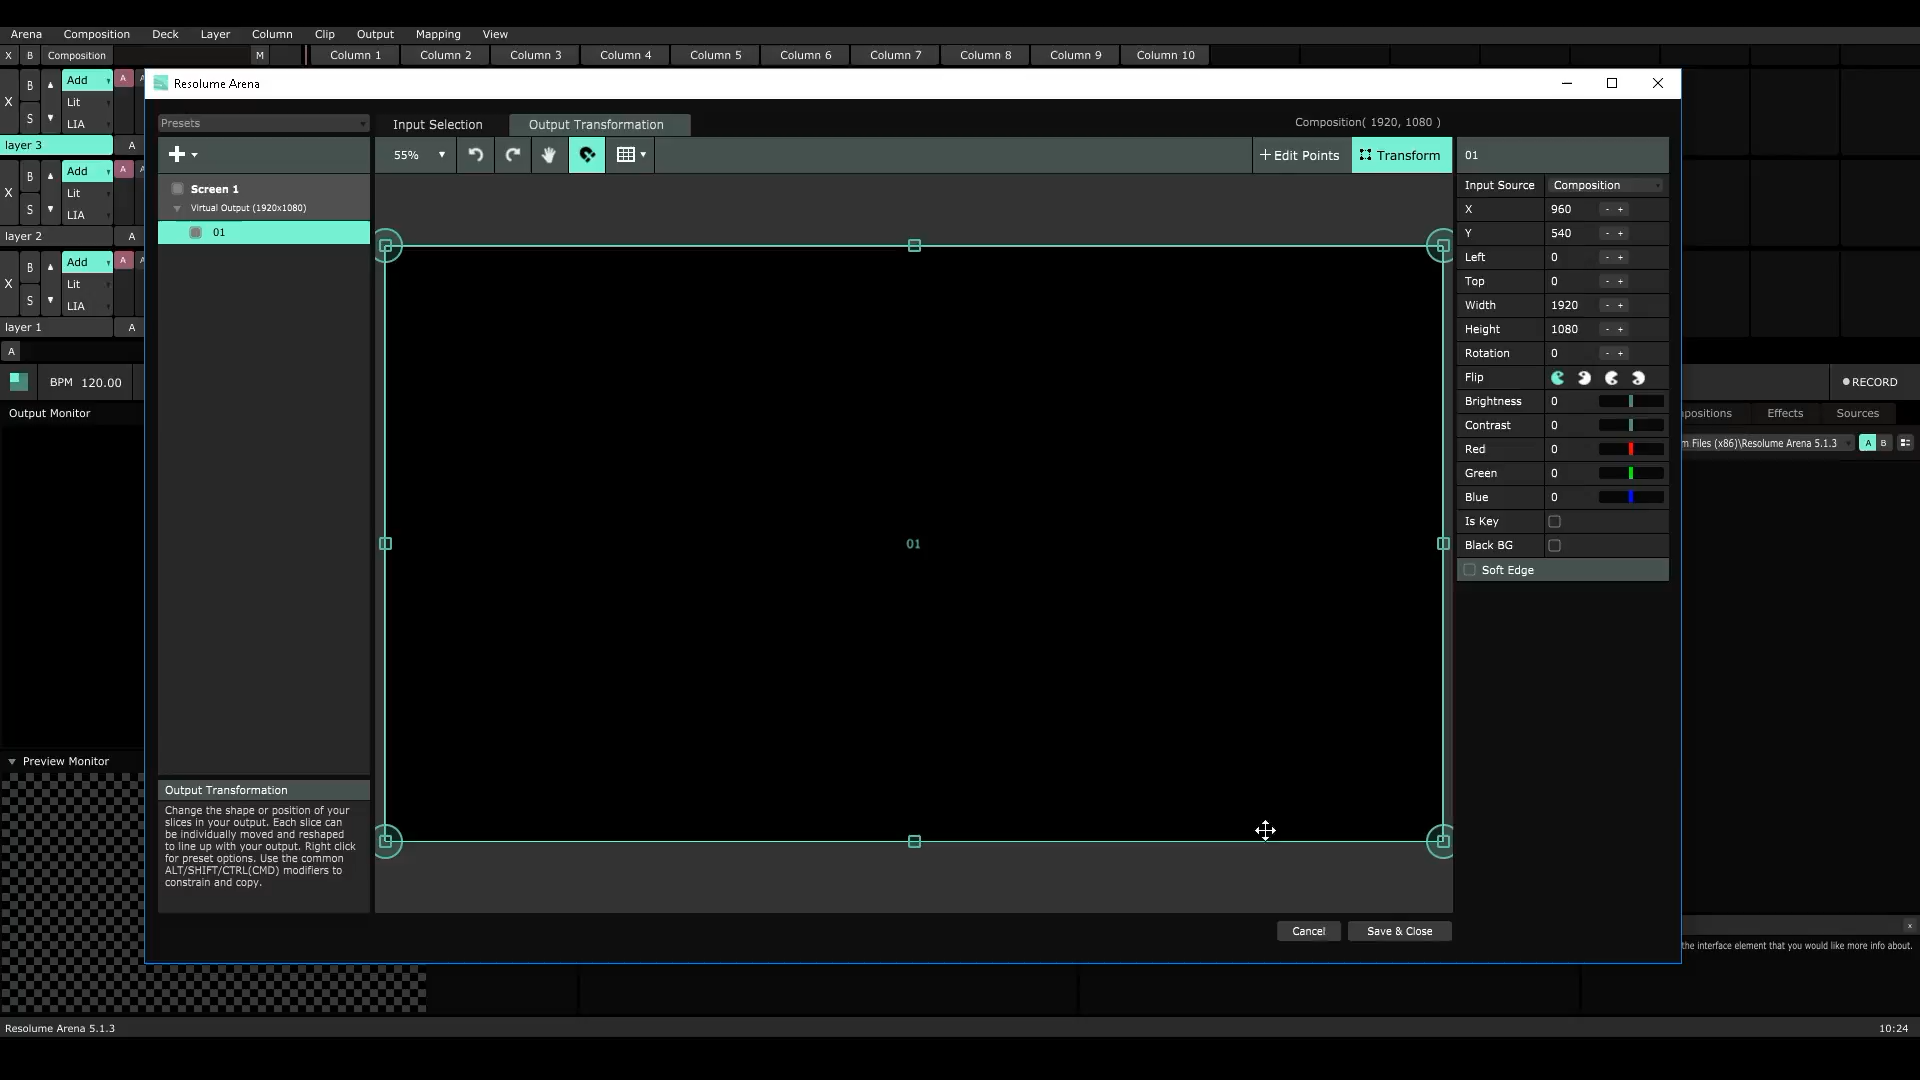 Arena Composition Deck Layer Column Clip Output Mapping View
X B Composition M Column 1 Column 2 Column 3 Column 4 Column 5 Column 6 Column 7 Column 8 Column 9 Column 10
Resolume Arena
X B S Add Lit LIA A A
layer 3 A
X B S Add Lit LIA A A
layer 2 A
X B S Add Lit LIA A A
layer 1 A
A
BPM 120.00
RECORD
Output Monitor
Effects Sources
m Files (x86)\Resolume Arena 5.1.3 A B
Presets
Input Selection Output Transformation
Composition( 1920, 1080 )
55%
Edit Points Transform
Screen 1
Virtual Output (1920x1080)
01
01
01
Input Source Composition
X 960 - +
Y 540 - +
Left 0 - +
Top 0 - +
Width 1920 - +
Height 1080 - +
Rotation 0 - +
Flip
Brightness 0
Contrast 0
Red 0
Green 0
Blue 0
Is Key
Black BG
Soft Edge
Preview Monitor
Output Transformation
Change the shape or position of your
slices in your output. Each slice can
be individually moved and reshaped
to line up with your output. Right click
for preset options. Use the common
ALT/SHIFT/CTRL(CMD) modifiers to
constrain and copy.
Cancel Save & Close
x
the interface element that you would like more info about.
Resolume Arena 5.1.3
10:24